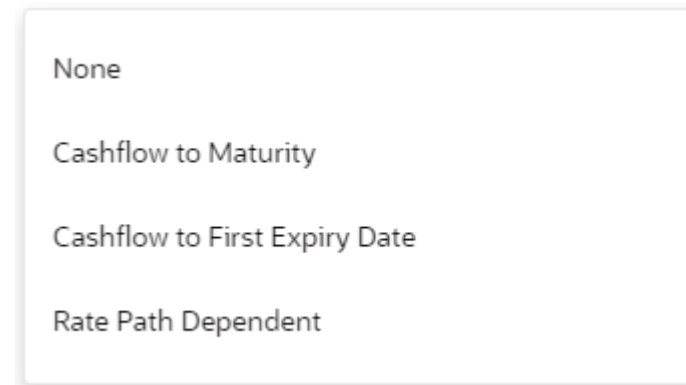 None
Cashflow to Maturity
Cashflow to First Expiry Date
Rate Path Dependent